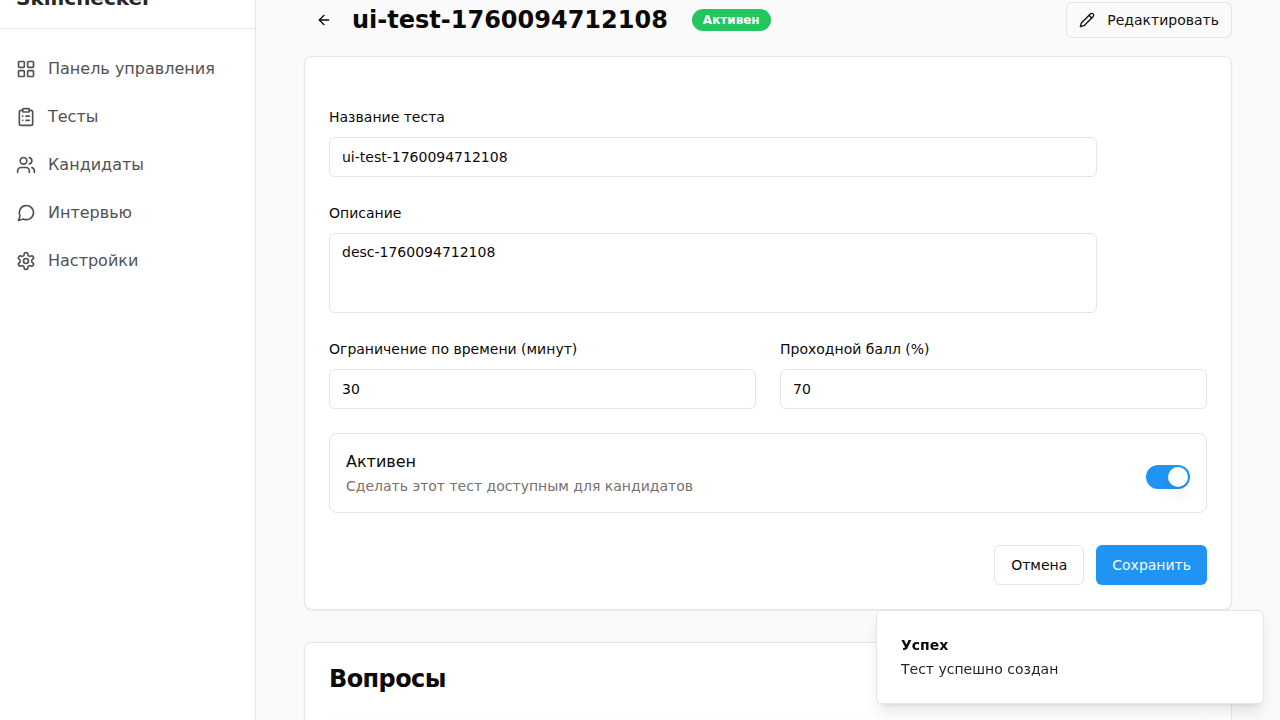 Skillchecker
ui-test-1760094712108
Активен
Редактировать
Панель управления
Тесты
Кандидаты
Интервью
Настройки
Название теста
ui-test-1760094712108
Описание
desc-1760094712108
Ограничение по времени (минут)
Проходной балл (%)
30
70
Активен
Сделать этот тест доступным для кандидатов
Отмена
Сохранить
Вопросы
Успех
Тест успешно создан